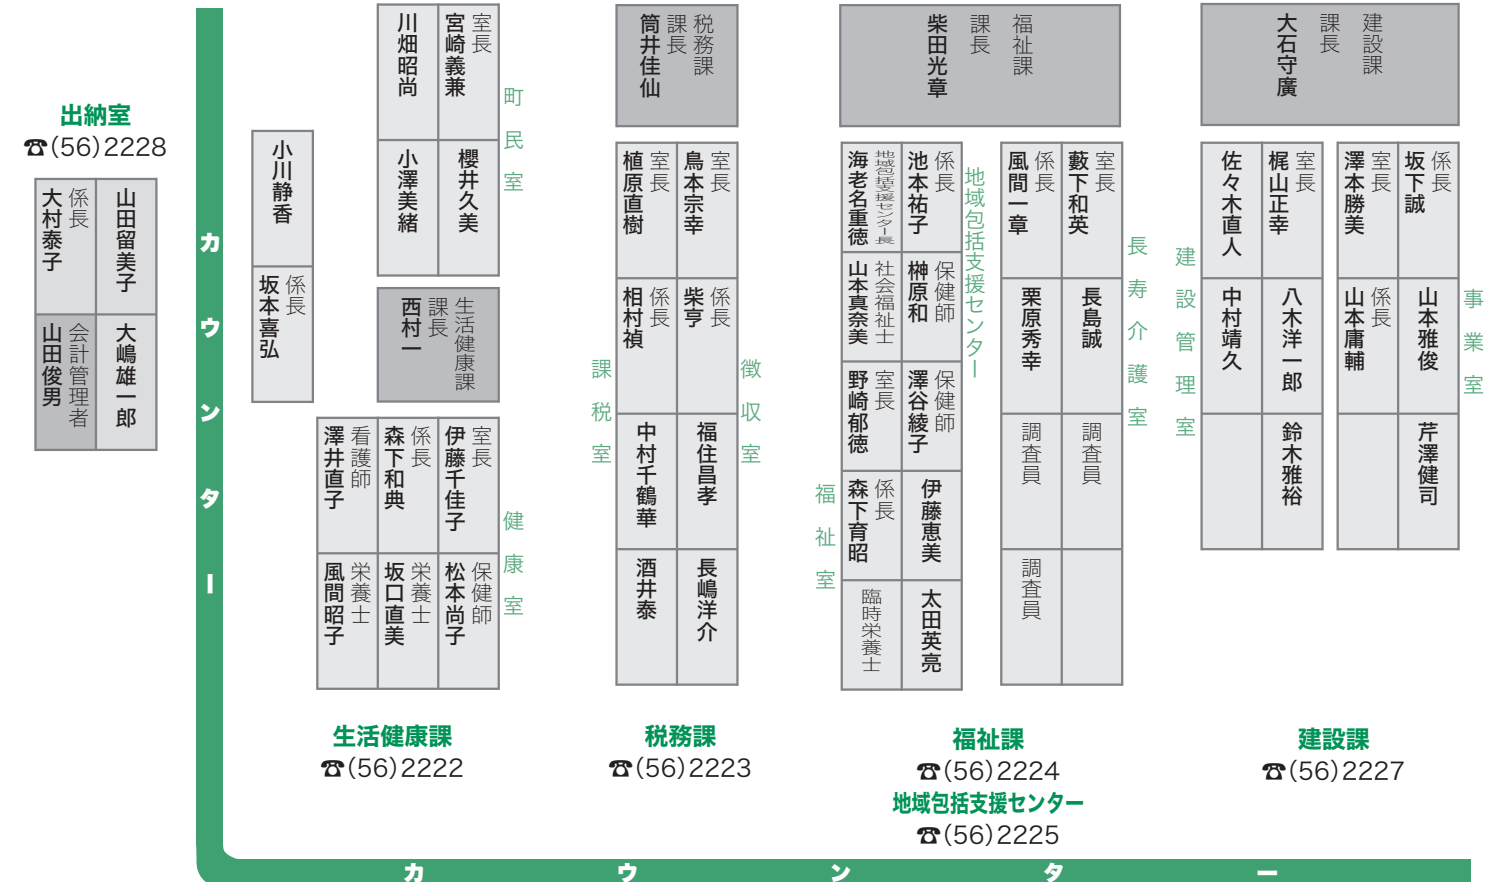 出納室
☎(56)2228
山田留美子
係長 大村泰子
大嶋雄一郎
会計管理者 山田俊男
カウンター
町民室
室長 宮崎義兼
川畑昭尚
櫻井久美
小澤美緒
小川静香
係長 坂本喜弘
生活健康課 課長 西村一
健康室
室長 伊藤千佳子
係長 森下和典
看護師 澤井直子
保健師 松本尚子
栄養士 坂口直美
栄養士 風間昭子
生活健康課
☎(56)2222
税務課 課長 筒井佳仙
徴収室
室長 鳥本宗幸
係長 柴亨
福住昌孝
長嶋洋介
課税室
室長 植原直樹
係長 相村禎
中村千鶴華
酒井泰
税務課
☎(56)2223
福祉課 課長 柴田光章
地域包括支援センター
係長 池本祐子
地域包括支援センター長 海老名重徳
保健師 榊原和
社会福祉士 山本真奈美
保健師 澤谷綾子
福祉室
室長 野崎郁徳
伊藤恵美
係長 森下育昭
太田英亮
臨時栄養士
長寿介護室
室長 藪下和英
係長 風間一章
長島誠
栗原秀幸
調査員
調査員
調査員
福祉課
☎(56)2224
地域包括支援センター
☎(56)2225
建設課 課長 大石守廣
建設管理室
室長 梶山正幸
佐々木直人
八木洋一郎
中村靖久
鈴木雅裕
事業室
係長 坂下誠
室長 澤本勝美
山本雅俊
係長 山本庸輔
芹澤健司
建設課
☎(56)2227
カウンター